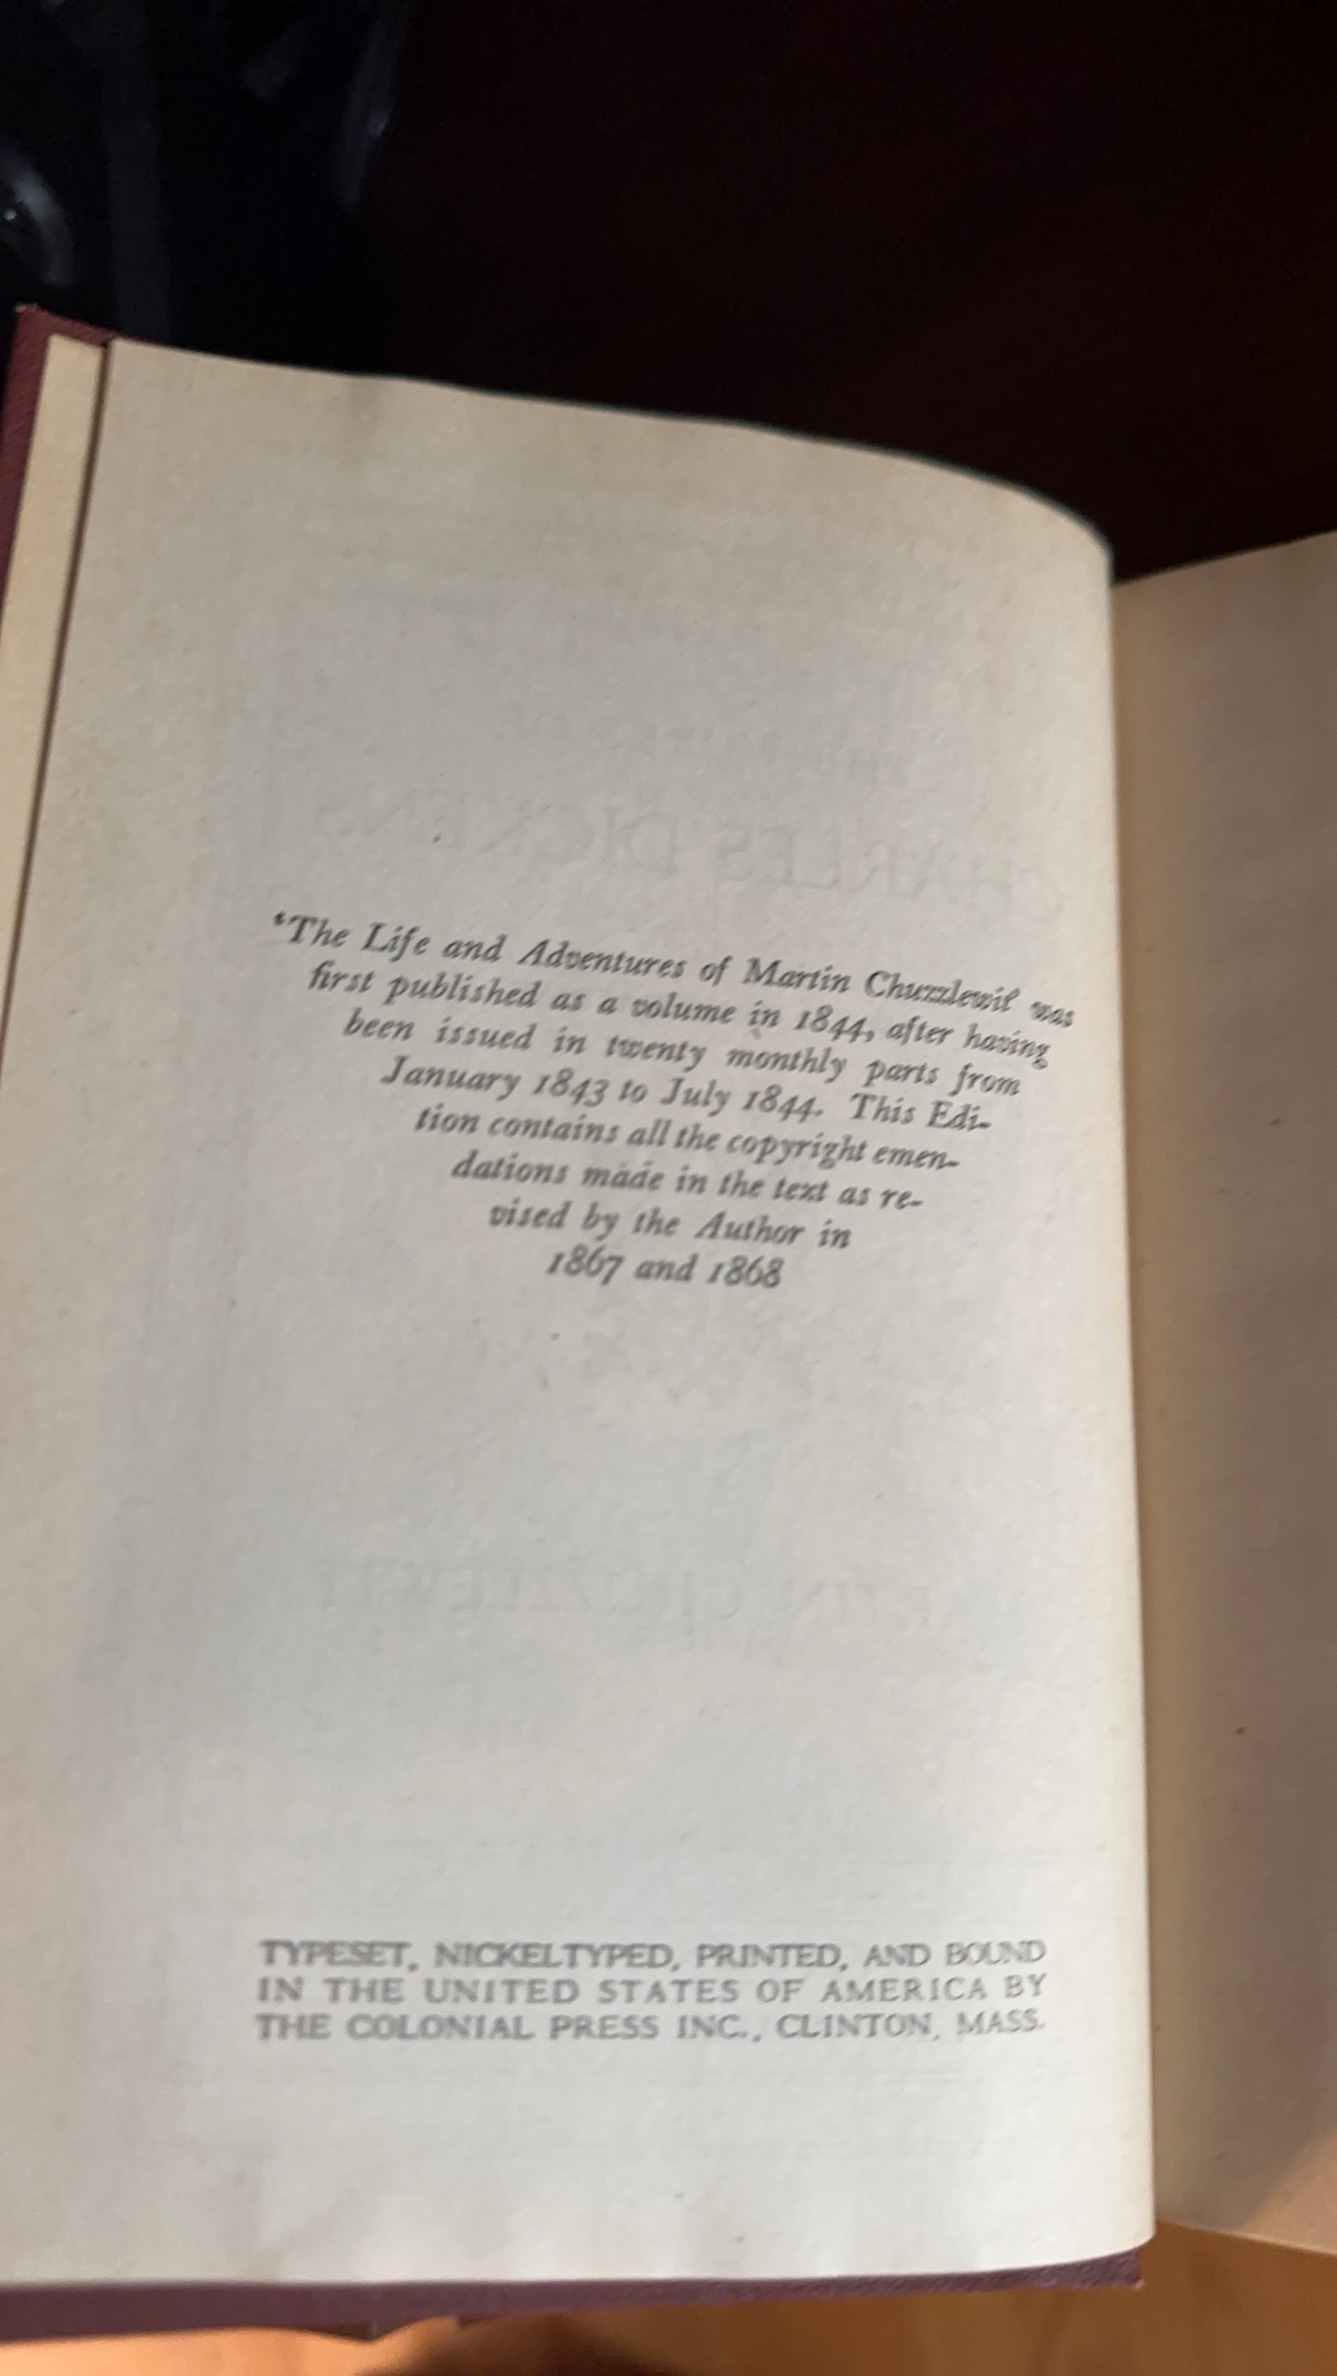 ‘The Life and Adventures of Martin Chuzzlewit’ was
first published as a volume in 1844, after having
been issued in twenty monthly parts from
January 1843 to July 1844. This Edi-
tion contains all the copyright emen-
dations made in the text as re-
vised by the Author in
1867 and 1868
TYPESET, NICKELTYPED, PRINTED, AND BOUND
IN THE UNITED STATES OF AMERICA BY
THE COLONIAL PRESS INC., CLINTON, MASS.